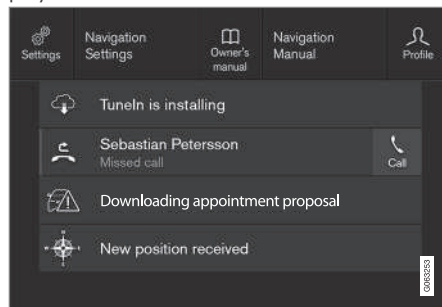 Navigation
Settings
Navigation
Manual
Settings
Owner's
manual
Profile
TuneIn is installing
Sebastian Petersson
Missed call
Call
Downloading appointment proposal
New position received
G063253